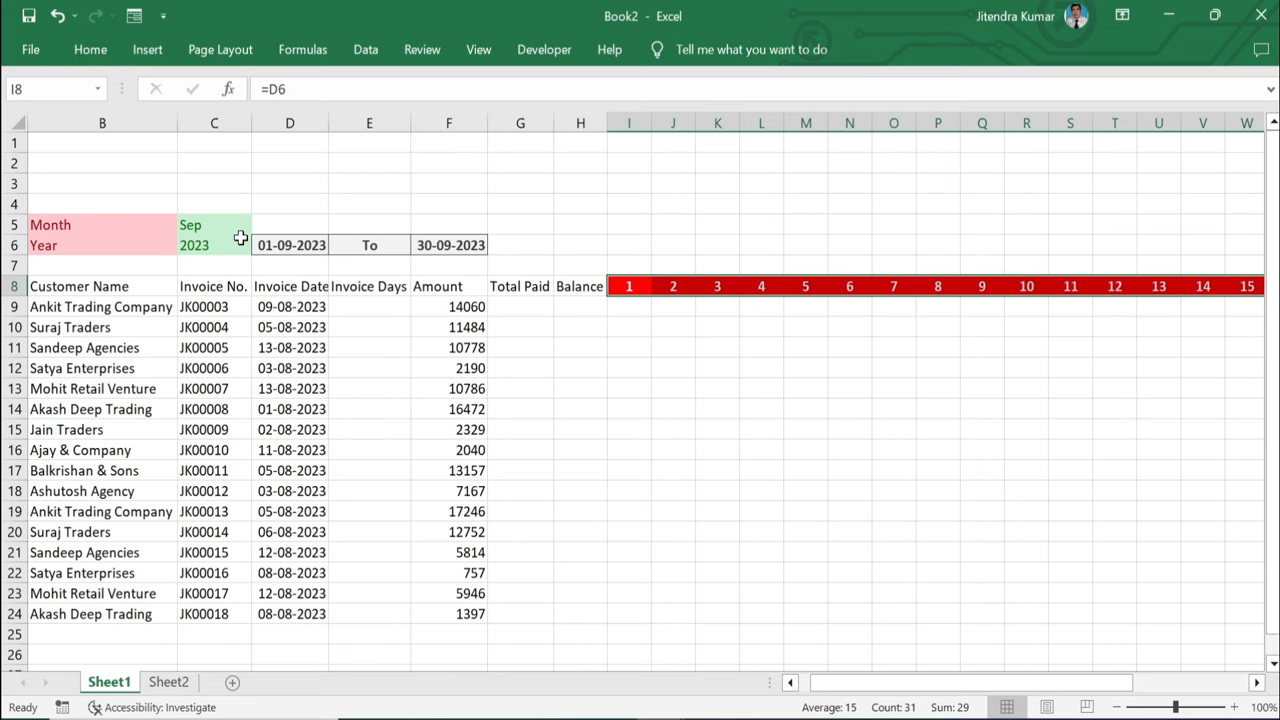 Book2 - Excel
Jitendra Kumar
File Home Insert Page Layout Formulas Data Review View Developer Help Tell me what you want to do
I8 fx =D6
B C D E F G H I J K L M N O P Q R S T U V W
1
2
3
4
5 Month Sep
6 Year 2023 01-09-2023 To 30-09-2023
7
8 Customer Name Invoice No. Invoice Date Invoice Days Amount Total Paid Balance 1 2 3 4 5 6 7 8 9 10 11 12 13 14 15
9 Ankit Trading Company JK00003 09-08-2023 14060
10 Suraj Traders JK00004 05-08-2023 11484
11 Sandeep Agencies JK00005 13-08-2023 10778
12 Satya Enterprises JK00006 03-08-2023 2190
13 Mohit Retail Venture JK00007 13-08-2023 10786
14 Akash Deep Trading JK00008 01-08-2023 16472
15 Jain Traders JK00009 02-08-2023 2329
16 Ajay & Company JK00010 11-08-2023 2040
17 Balkrishan & Sons JK00011 05-08-2023 13157
18 Ashutosh Agency JK00012 03-08-2023 7167
19 Ankit Trading Company JK00013 05-08-2023 17246
20 Suraj Traders JK00014 06-08-2023 12752
21 Sandeep Agencies JK00015 12-08-2023 5814
22 Satya Enterprises JK00016 08-08-2023 757
23 Mohit Retail Venture JK00017 12-08-2023 5946
24 Akash Deep Trading JK00018 08-08-2023 1397
25
26
Sheet1 Sheet2
Ready Accessibility: Investigate Average: 15 Count: 31 Sum: 29 100%